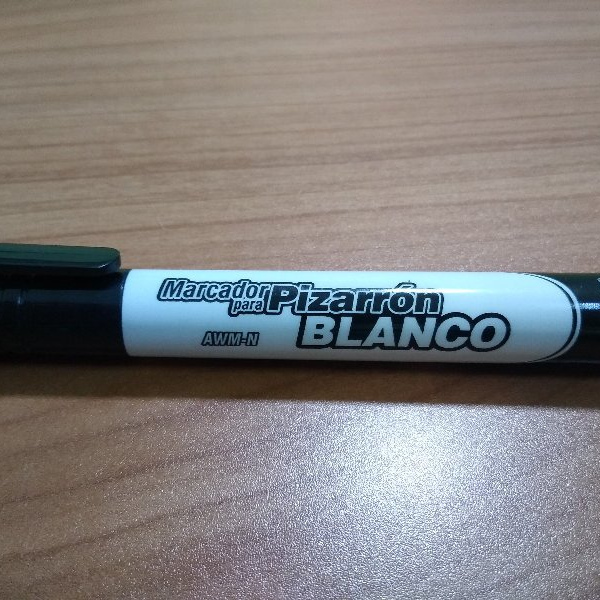 Marcador
para Pizarrón
BLANCO
AWM-N